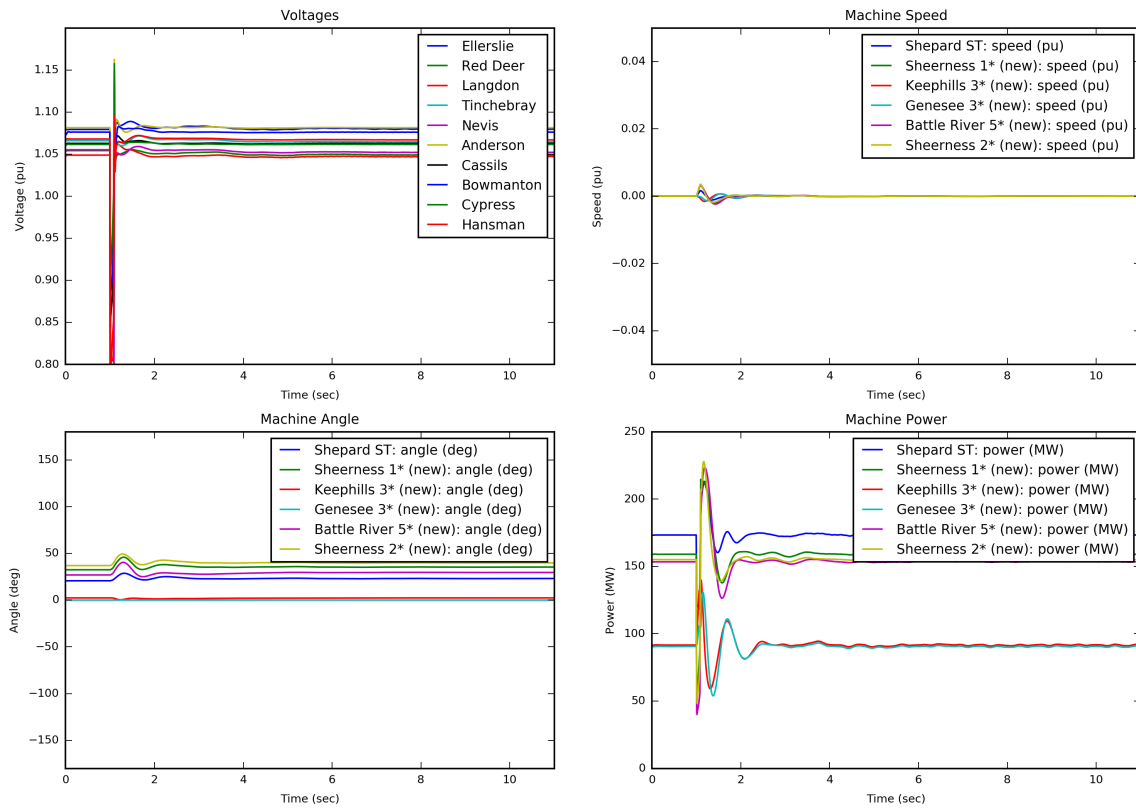 Voltages
1.15
1.10
1.05
1.00
0.95
0.90
0.85
0.80
Voltage (pu)
0
2
4
6
8
10
Time (sec)
Ellerslie
Red Deer
Langdon
Tinchebray
Nevis
Anderson
Cassils
Bowmanton
Cypress
Hansman
Machine Speed
0.04
0.02
0.00
−0.02
−0.04
Speed (pu)
0
2
4
6
8
10
Time (sec)
Shepard ST: speed (pu)
Sheerness 1* (new): speed (pu)
Keephills 3* (new): speed (pu)
Genesee 3* (new): speed (pu)
Battle River 5* (new): speed (pu)
Sheerness 2* (new): speed (pu)
Machine Angle
150
100
50
0
−50
−100
−150
Angle (deg)
0
2
4
6
8
10
Time (sec)
Shepard ST: angle (deg)
Sheerness 1* (new): angle (deg)
Keephills 3* (new): angle (deg)
Genesee 3* (new): angle (deg)
Battle River 5* (new): angle (deg)
Sheerness 2* (new): angle (deg)
Machine Power
250
200
150
100
50
0
Power (MW)
0
2
4
6
8
10
Time (sec)
Shepard ST: power (MW)
Sheerness 1* (new): power (MW)
Keephills 3* (new): power (MW)
Genesee 3* (new): power (MW)
Battle River 5* (new): power (MW)
Sheerness 2* (new): power (MW)